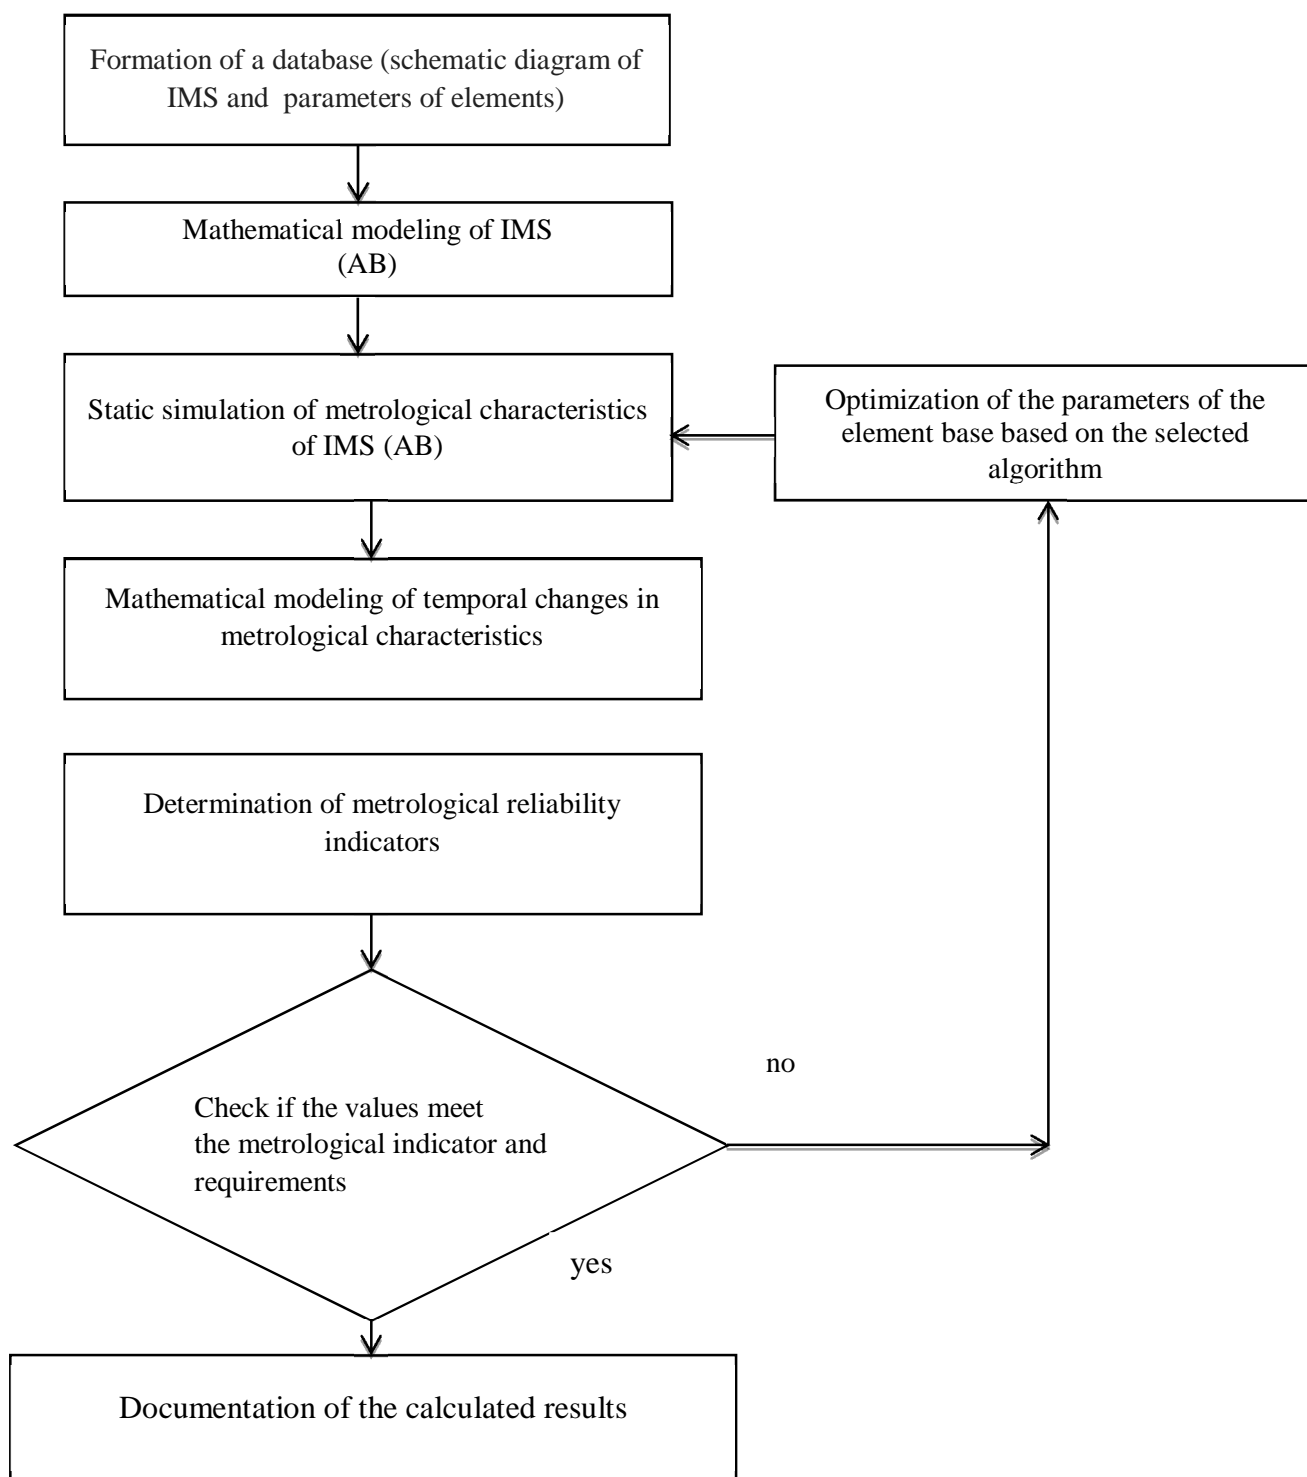 Formation of a database (schematic diagram of
IMS and parameters of elements)
Mathematical modeling of IMS
(AB)
Static simulation of metrological characteristics
of IMS (AB)
Optimization of the parameters of the
element base based on the selected
algorithm
Mathematical modeling of temporal changes in
metrological characteristics
Determination of metrological reliability
indicators
no
Check if the values meet
the metrological indicator and
requirements
yes
Documentation of the calculated results